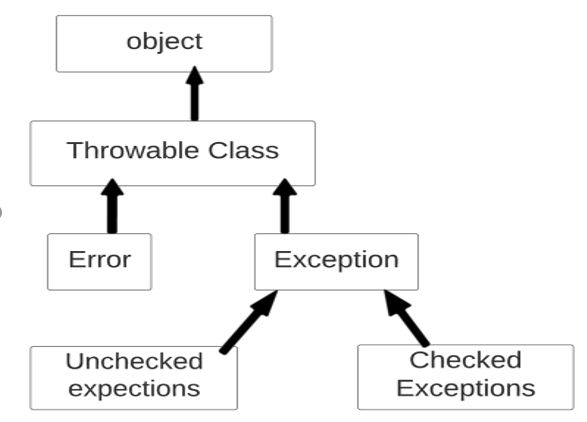 object
Throwable Class
Error
Exception
Unchecked
expections
Checked
Exceptions